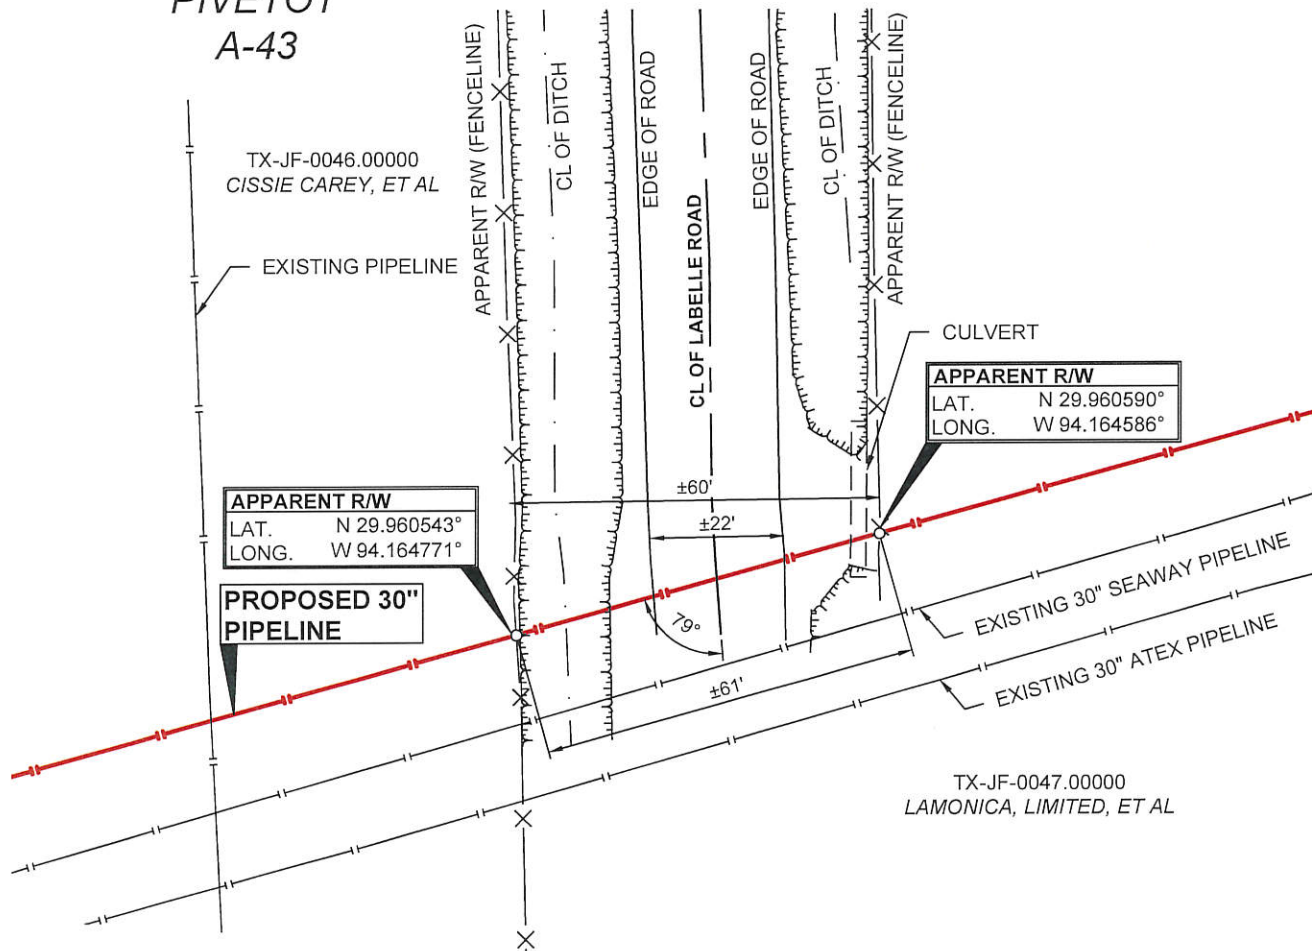 PIVETOT
A-43
TX-JF-0046.00000
CISSIE CAREY, ET AL
EXISTING PIPELINE
APPARENT R/W (FENCELINE)
CL OF DITCH
EDGE OF ROAD
CL OF LABELLE ROAD
EDGE OF ROAD
CL OF DITCH
APPARENT R/W (FENCELINE)
CULVERT
APPARENT R/W
LAT. N 29.960590°
LONG. W 94.164586°
±60'
±22'
APPARENT R/W
LAT. N 29.960543°
LONG. W 94.164771°
PROPOSED 30"
PIPELINE
79°
±61'
EXISTING 30" SEAWAY PIPELINE
EXISTING 30" ATEX PIPELINE
TX-JF-0047.00000
LAMONICA, LIMITED, ET AL